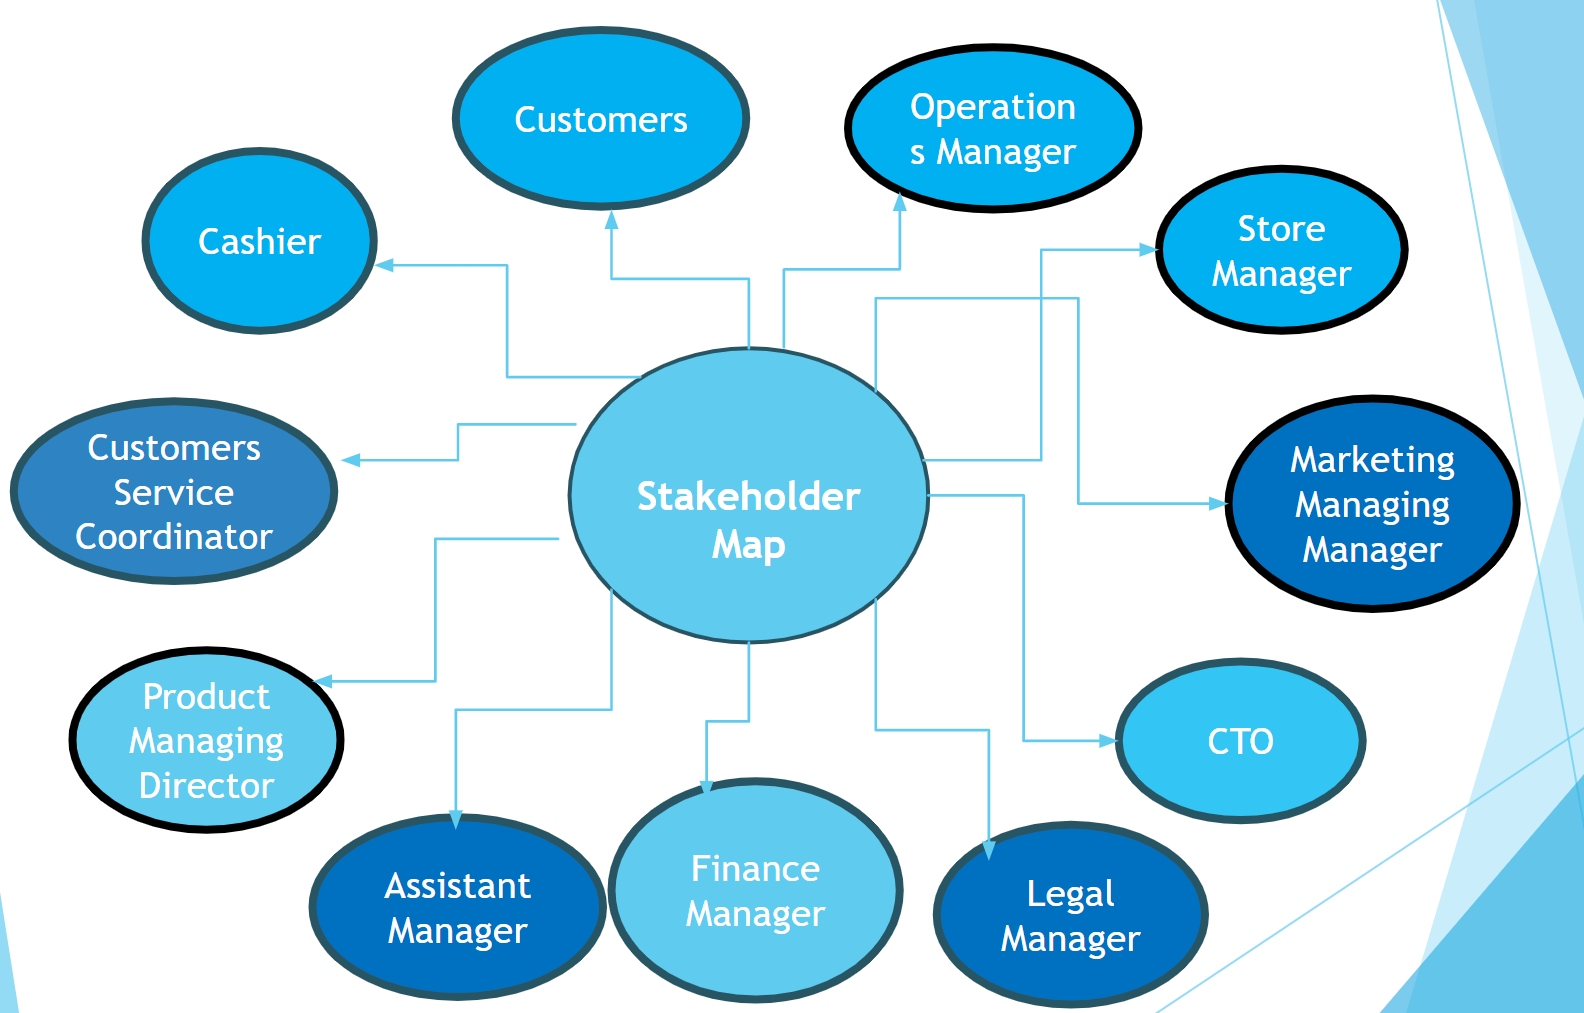 Customers
Operation
s Manager
Cashier
Store
Manager
Customers
Service
Coordinator
Stakeholder
Map
Marketing
Managing
Manager
Product
Managing
Director
CTO
Assistant
Manager
Finance
Manager
Legal
Manager